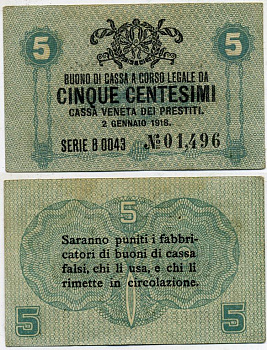 5 5
BUONO DI CASSA A CORSO LEGALE DA
CINQUE CENTESIMI
CASSA VENETA DEI PRESTITI.
2 GENNAIO 1918.
SERIE B 0043 No 01,496
5
Saranno puniti i fabbri-
catori di buoni di cassa
falsi, chi li usa, e chi li
rimette in circolazione.
5 5